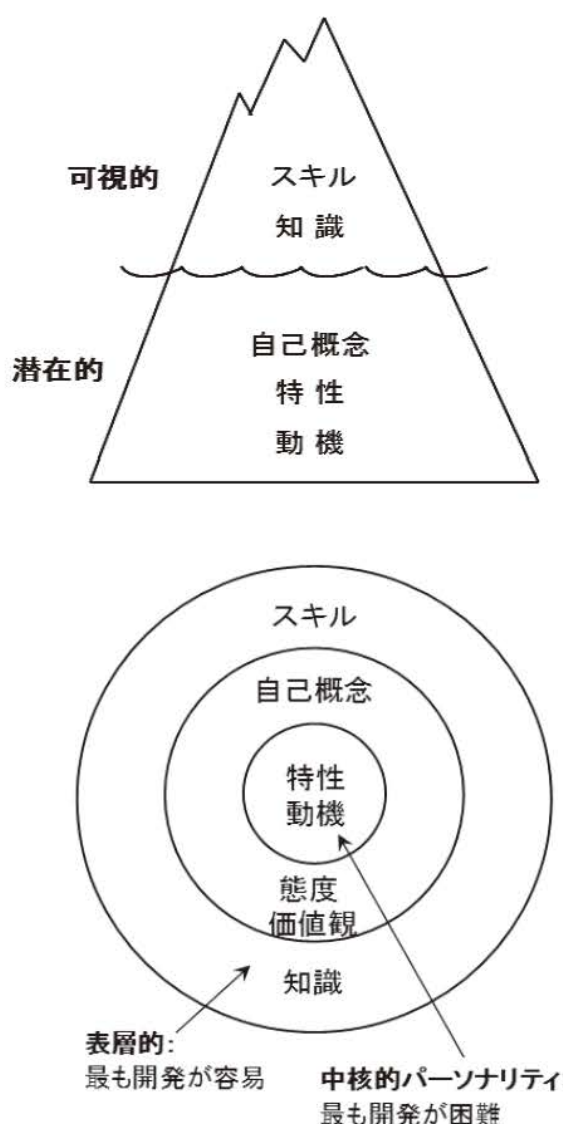 可視的
スキル
知 識
潜在的
自己概念
特 性
動 機
スキル
自己概念
特性
動機
態度
価値観
知識
表層的:
最も開発が容易
中核的パーソナリティ
最も開発が困難